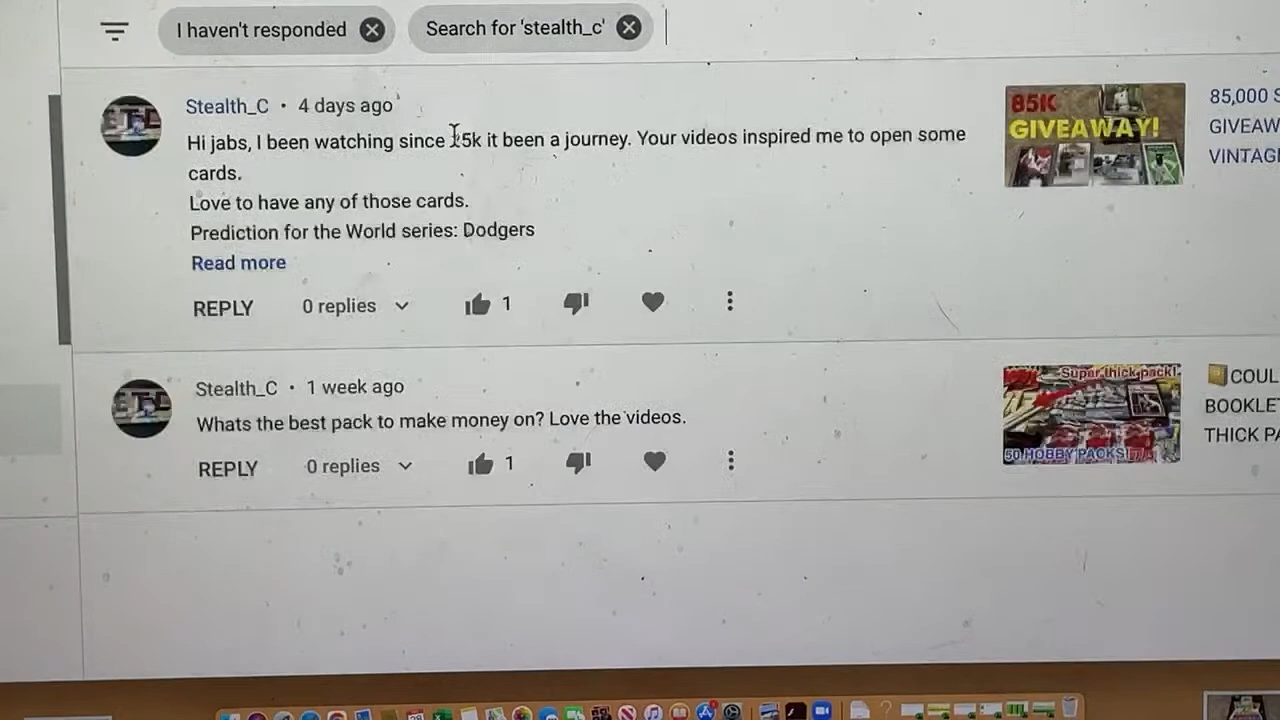 I haven't responded
Search for 'stealth_c'
Stealth_C • 4 days ago
Hi jabs, I been watching since 15k it been a journey. Your videos inspired me to open some
cards.
Love to have any of those cards.
Prediction for the World series: Dodgers
Read more
REPLY 0 replies 1
85K
GIVEAWAY!
85,000 S
GIVEAW
VINTAG
Stealth_C • 1 week ago
Whats the best pack to make money on? Love the videos.
REPLY 0 replies 1
Super thick pack!
50 HOBBY PACKS!
COUL
BOOKLE
THICK PA